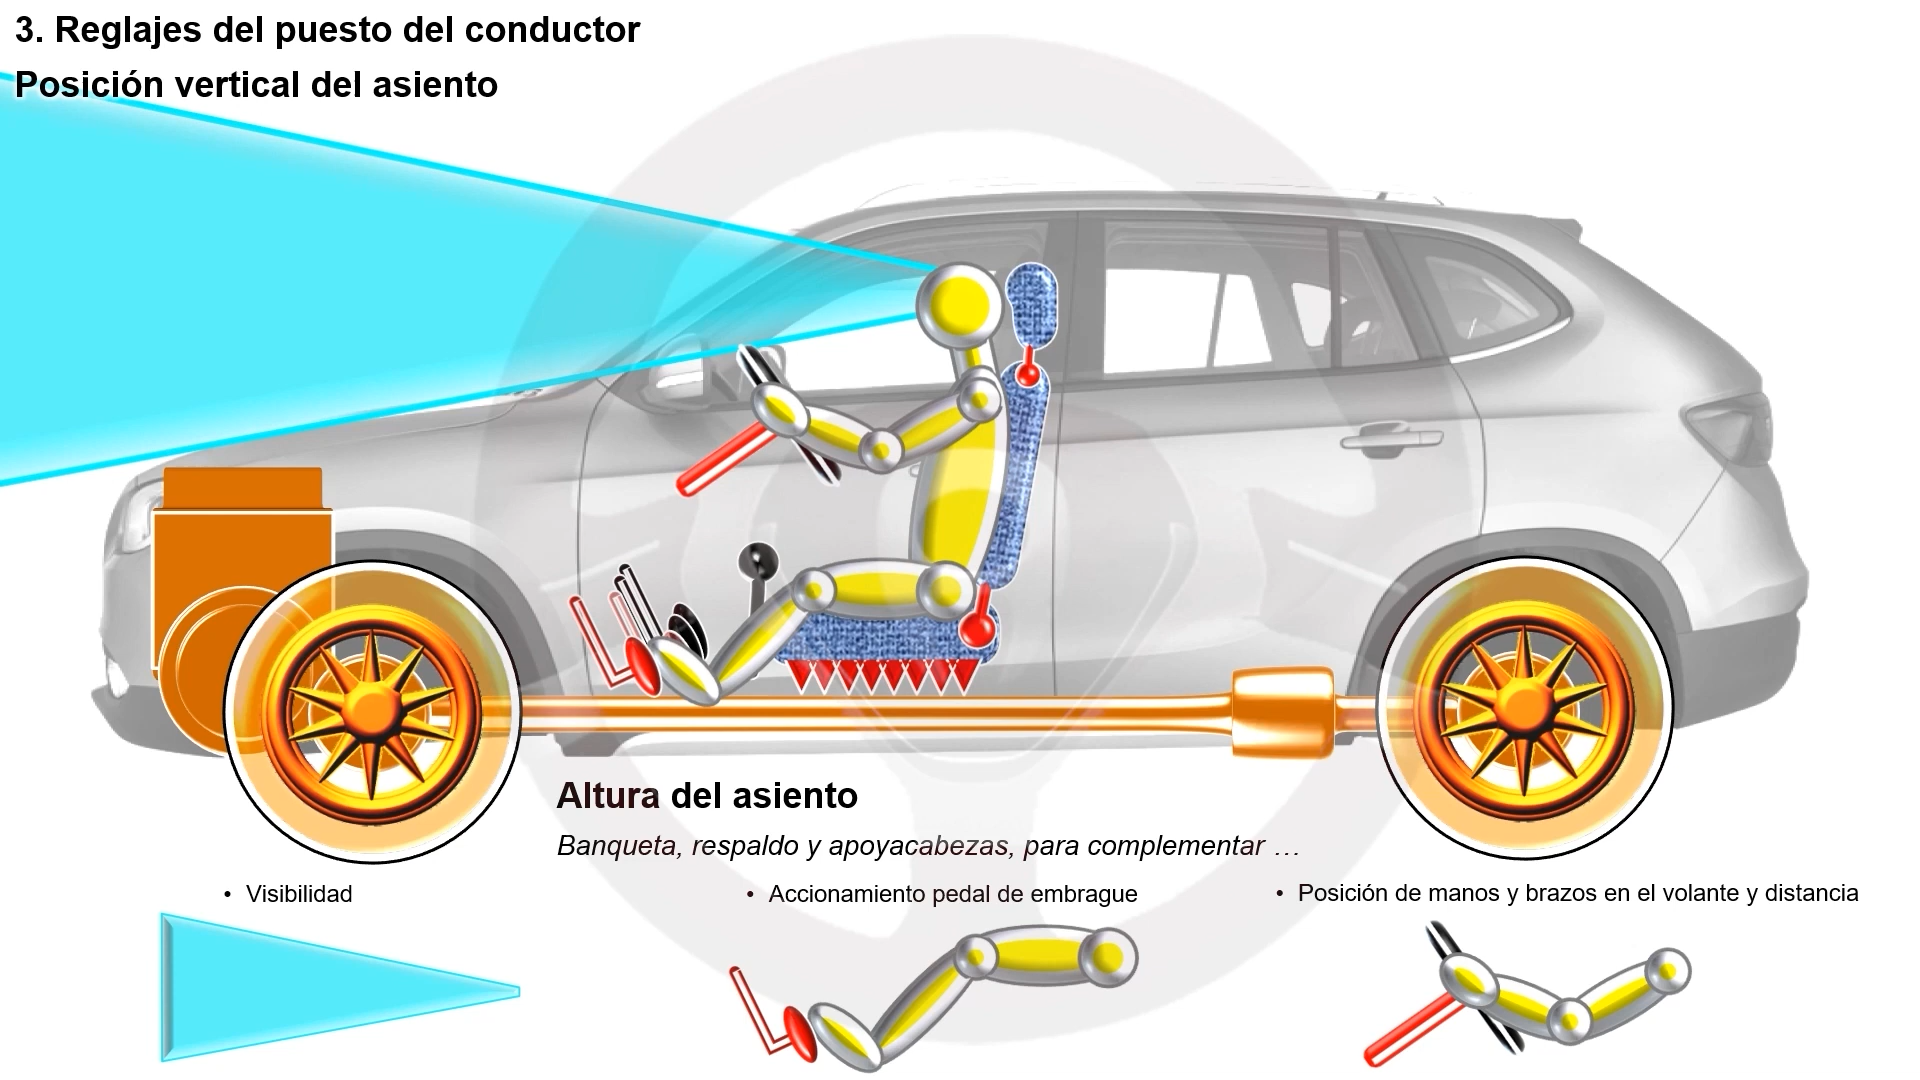 3. Reglajes del puesto del conductor
Posición vertical del asiento
Altura del asiento
Banqueta, respaldo y apoyacabezas, para complementar …
• Visibilidad
• Accionamiento pedal de embrague
• Posición de manos y brazos en el volante y distancia